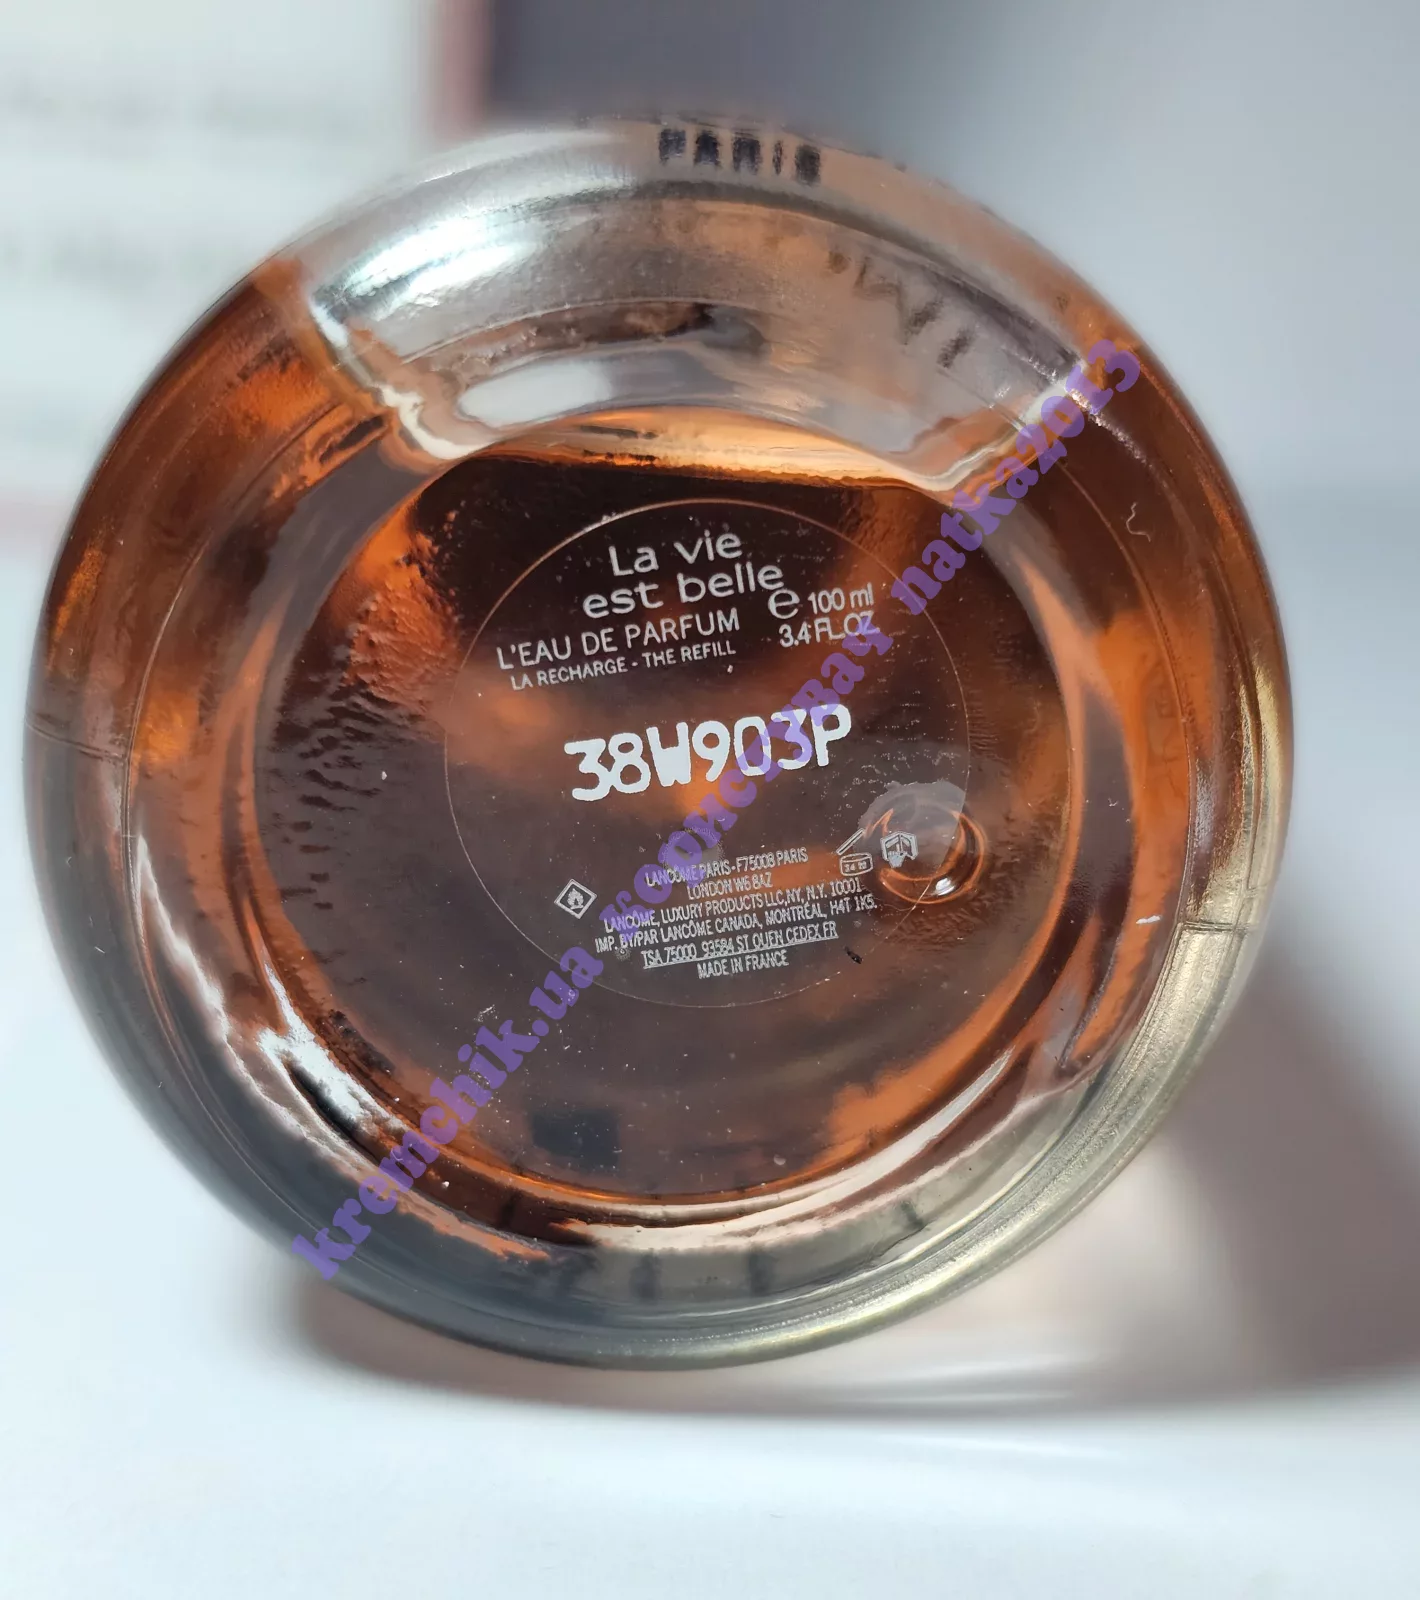 PARIS
La vie
est belle
L'EAU DE PARFUM
LA RECHARGE - THE REFILL
e 100 ml
3.4 FL.OZ
38W903P
LANCÔME PARIS-F75008 PARIS
LONDON W6 8AZ
LANCÔME, LUXURY PRODUCTS LLC,NY, N.Y. 10001
IMP. BY/PAR LANCÔME CANADA, MONTRÉAL, H4T 1K5.
TSA 75000 93584 ST OUEN CEDEX FR
MADE IN FRANCE
24 M
kremchik.ua natka2013